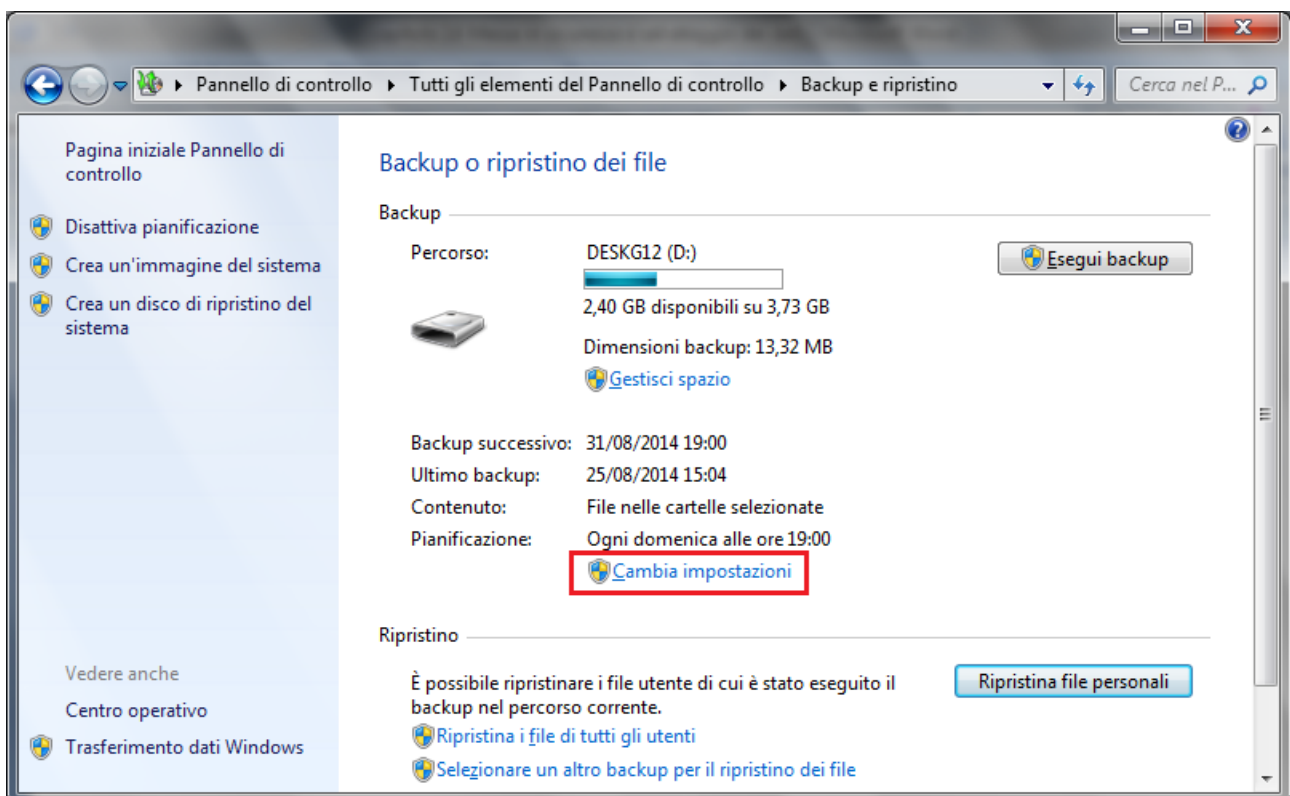 Pannello di controllo Tutti gli elementi del Pannello di controllo Backup e ripristino
Cerca nel P...
Pagina iniziale Pannello di
controllo
Disattiva pianificazione
Crea un'immagine del sistema
Crea un disco di ripristino del
sistema
Vedere anche
Centro operativo
Trasferimento dati Windows
Backup o ripristino dei file
Backup
Percorso: DESKG12 (D:)
Esegui backup
2,40 GB disponibili su 3,73 GB
Dimensioni backup: 13,32 MB
Gestisci spazio
Backup successivo: 31/08/2014 19:00
Ultimo backup: 25/08/2014 15:04
Contenuto: File nelle cartelle selezionate
Pianificazione: Ogni domenica alle ore 19:00
Cambia impostazioni
Ripristino
È possibile ripristinare i file utente di cui è stato eseguito il
backup nel percorso corrente.
Ripristina file personali
Ripristina i file di tutti gli utenti
Selezionare un altro backup per il ripristino dei file